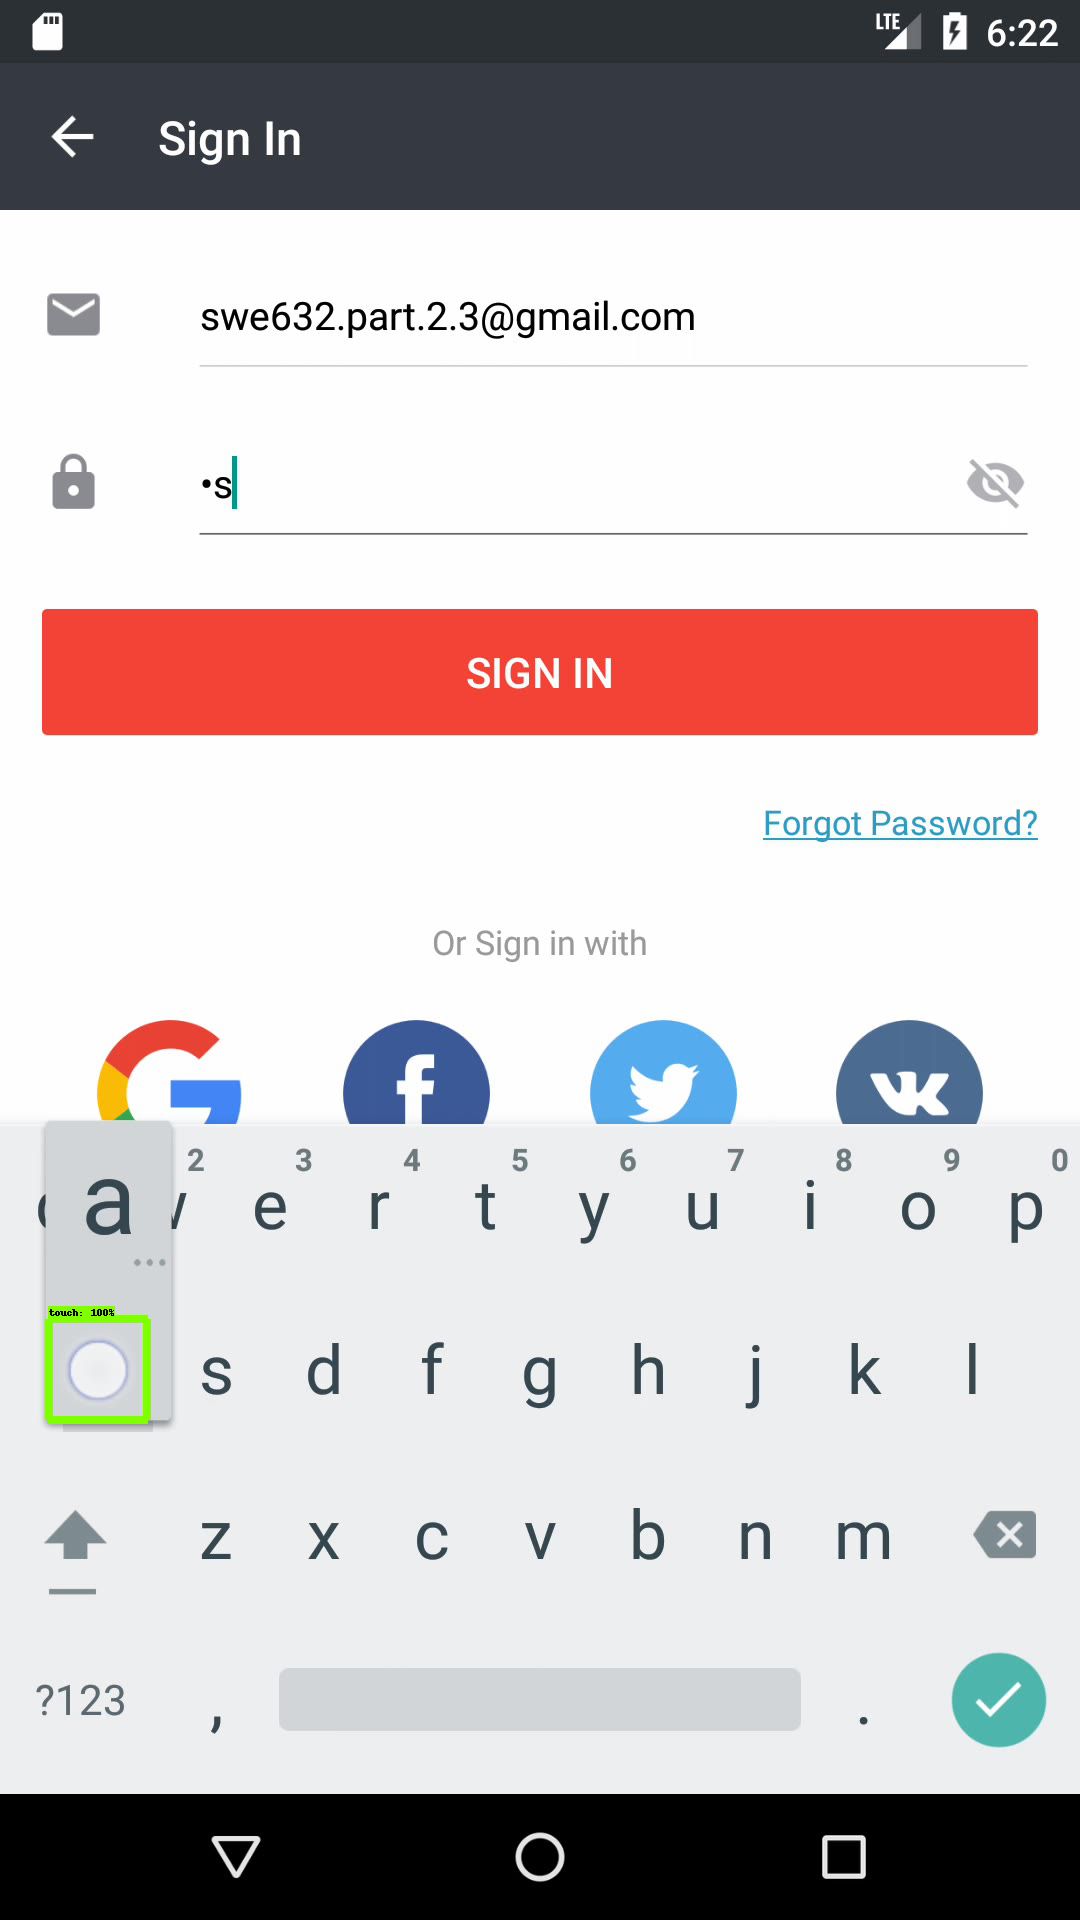 LTE 6:22
Sign In
swe632.part.2.3@gmail.com
•s
SIGN IN
Forgot Password?
Or Sign in with
2 3 4 5 6 7 8 9 0
a e r t y u i o p
touch: 100%
s d f g h j k l
z x c v b n m
?123 , .